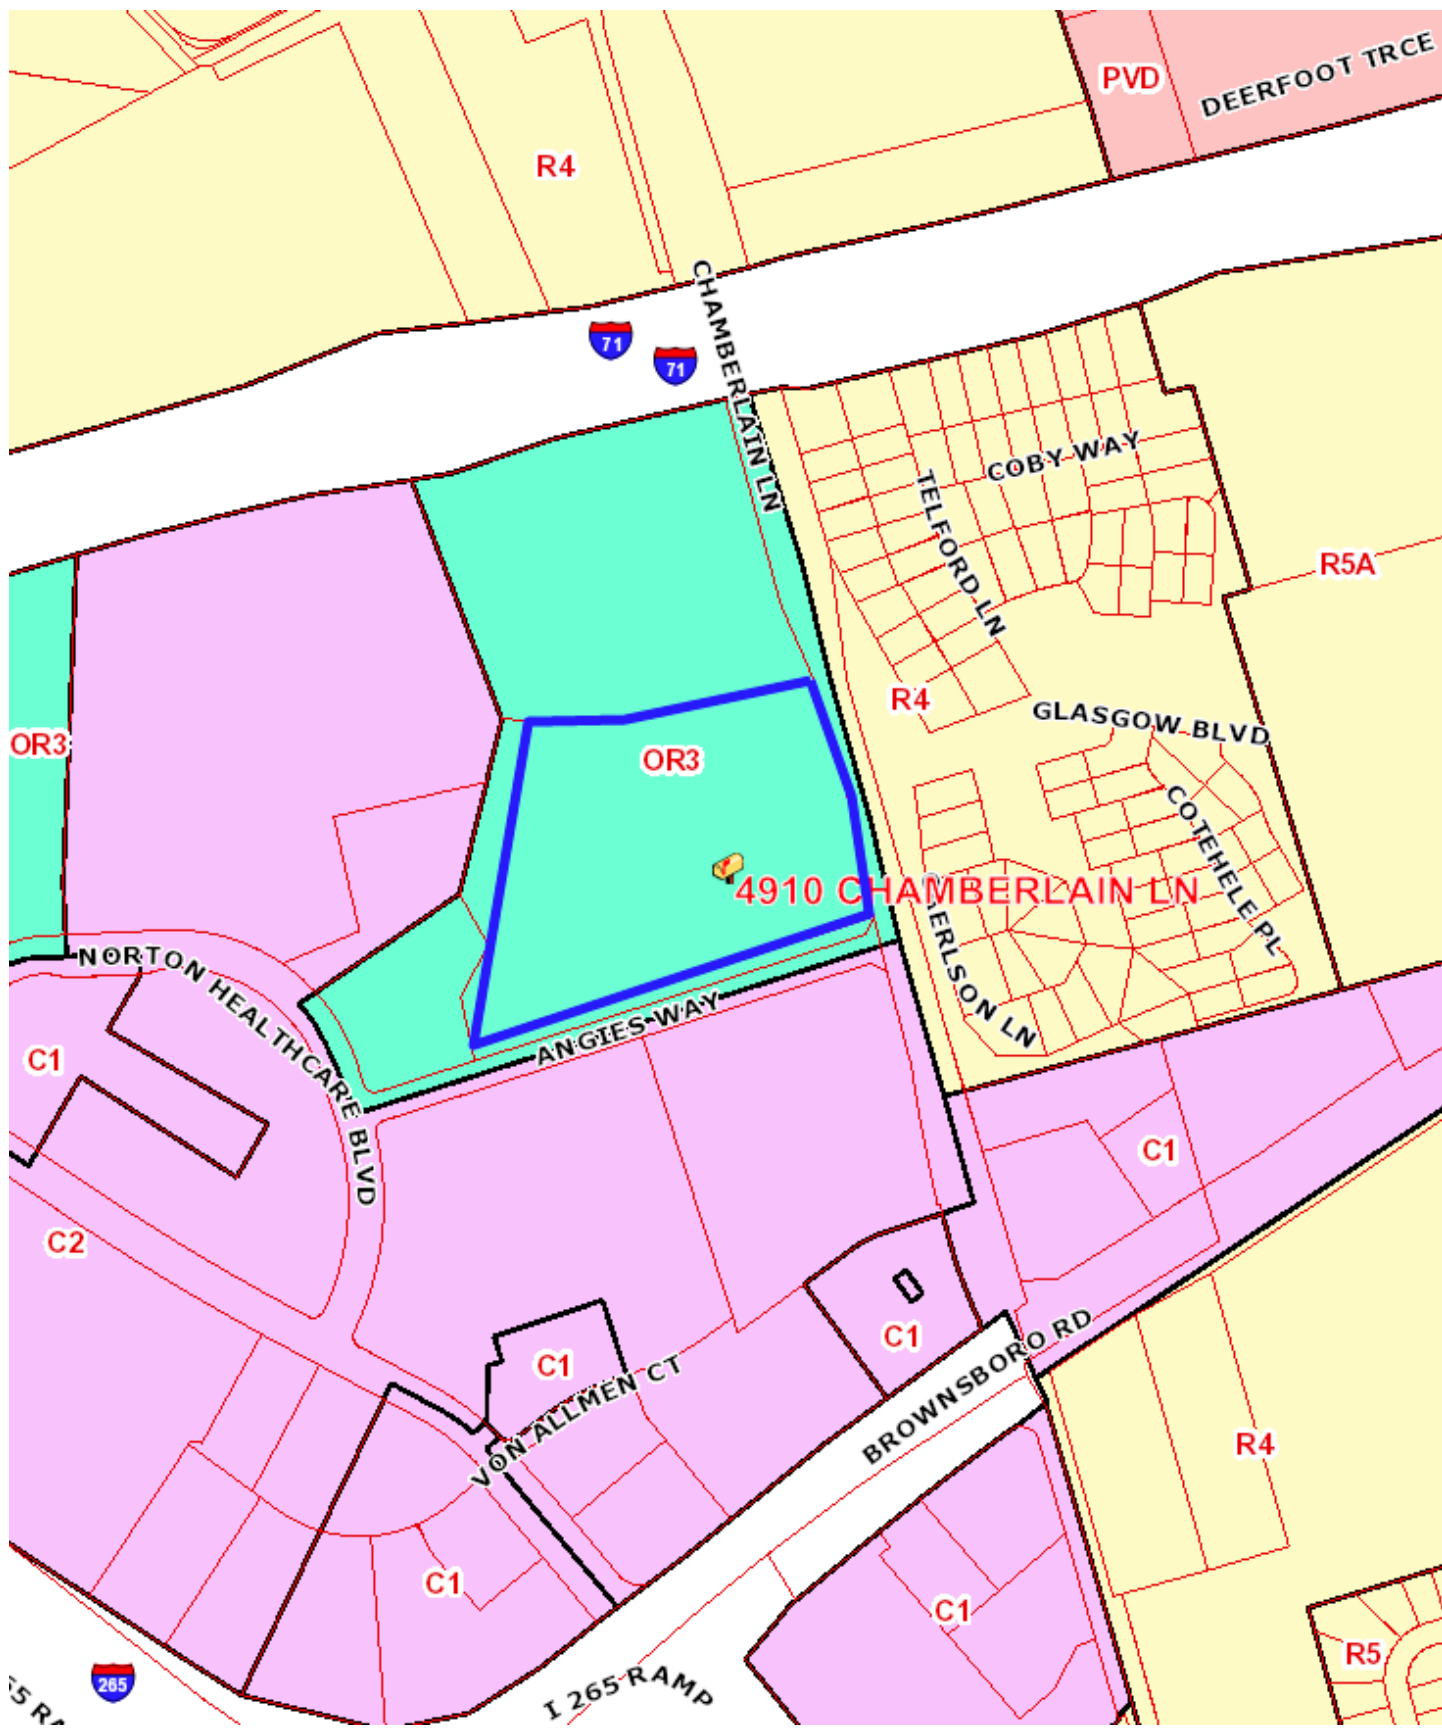 PVD
DEERFOOT TRCE
R4
CHAMBERLAIN LN
71
71
COBY WAY
TELFORD LN
R5A
R4
GLASGOW BLVD
OR3
OR3
COTEHELE PL
4910 CHAMBERLAIN LN
LN
NORTON HEALTHCARE BLVD
ANGIES WAY
C1
C1
C2
C1
C1
VON ALLMEN CT
BROWNSBORO RD
R4
C1
C1
R5
265
I 265 RAMP